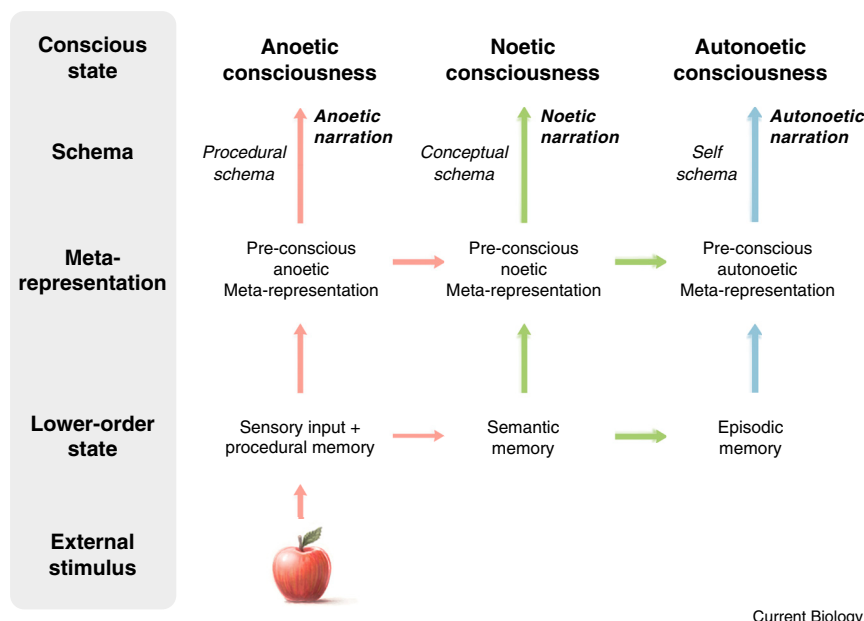 Conscious
state
Anoetic
consciousness
Noetic
consciousness
Autonoetic
consciousness
Schema
Procedural
schema
Anoetic
narration
Conceptual
schema
Noetic
narration
Self
schema
Autonoetic
narration
Meta-
representation
Pre-conscious
anoetic
Meta-representation
Pre-conscious
noetic
Meta-representation
Pre-conscious
autonoetic
Meta-representation
Lower-order
state
Sensory input +
procedural memory
Semantic
memory
Episodic
memory
External
stimulus
Current Biology